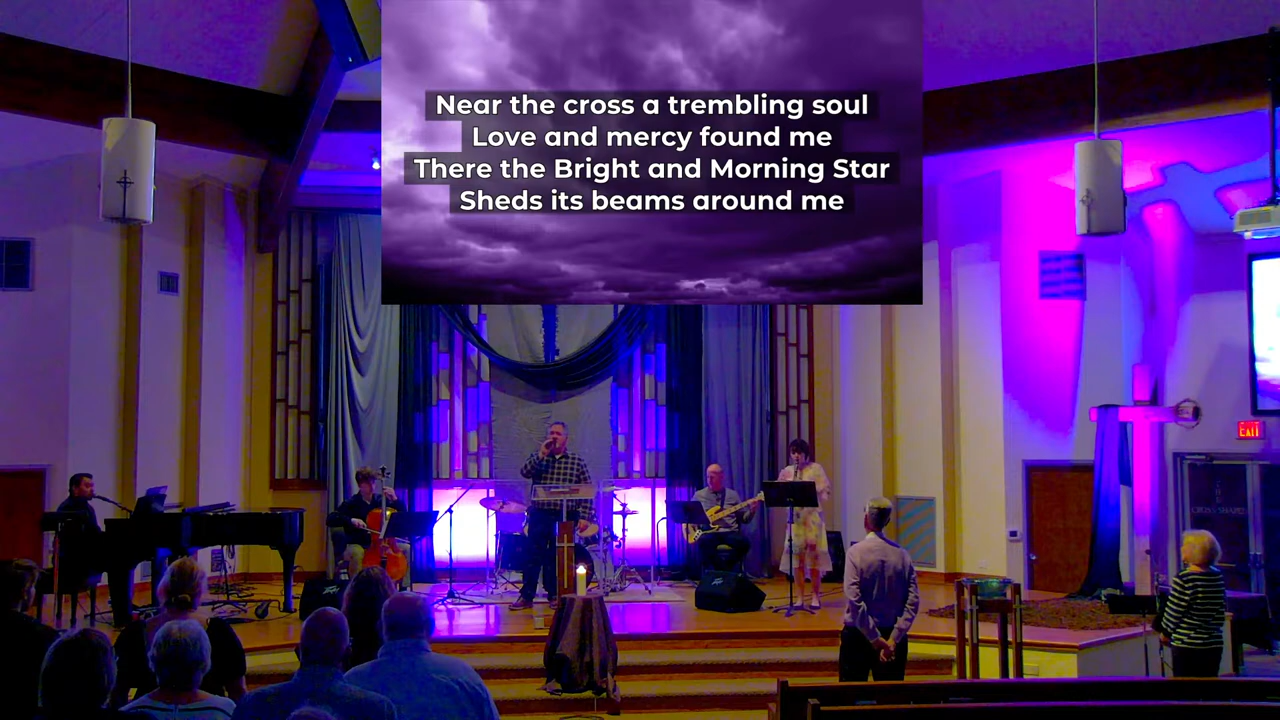 Near the cross a trembling soul
Love and mercy found me
There the Bright and Morning Star
Sheds its beams around me
EXIT